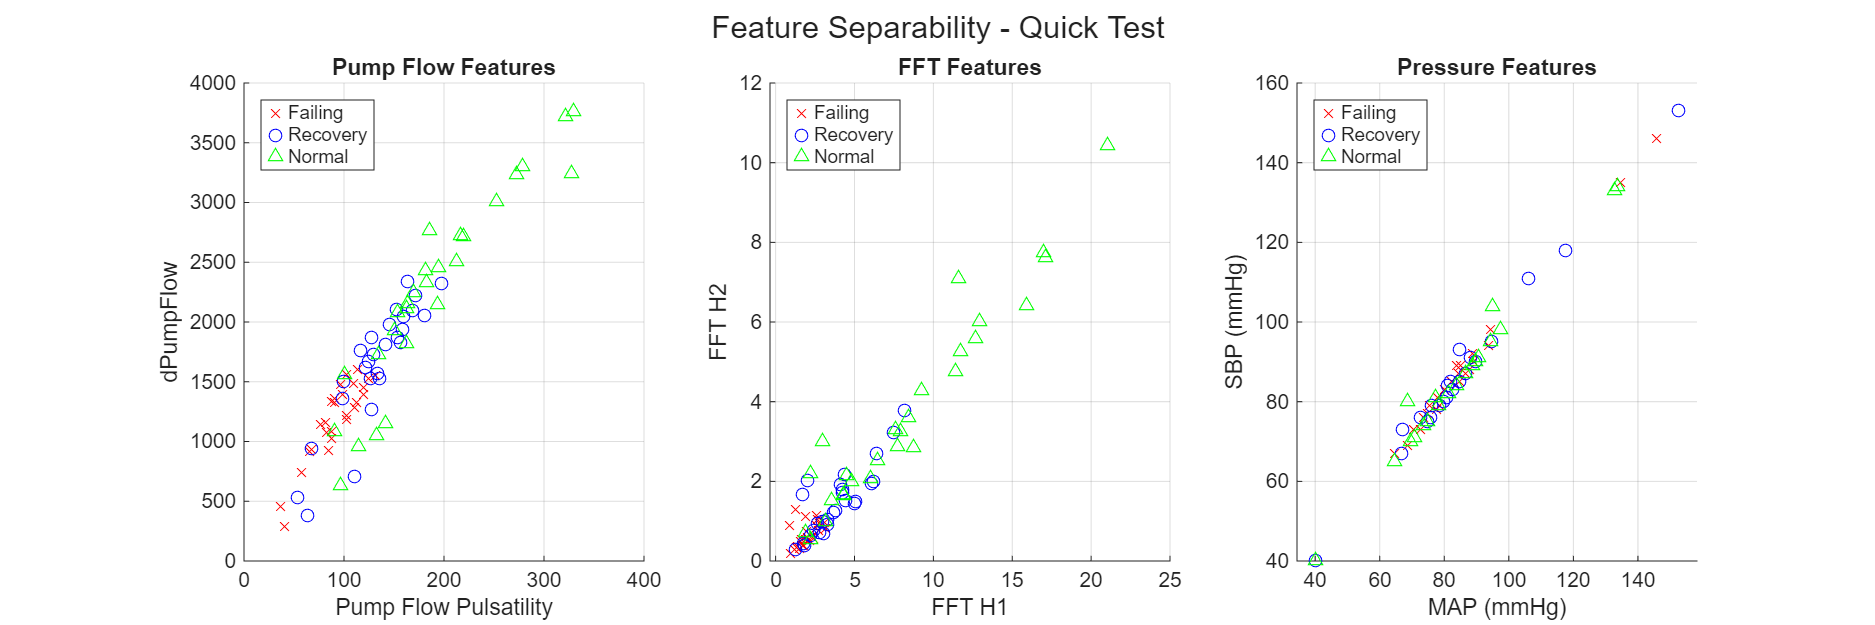 Feature Separability - Quick Test
Pump Flow Features
4000
3500
3000
2500
2000
1500
1000
500
0
0 100 200 300 400
dPumpFlow
Pump Flow Pulsatility
Failing
Recovery
Normal
FFT Features
12
10
8
6
4
2
0
0 5 10 15 20 25
FFT H2
FFT H1
Failing
Recovery
Normal
Pressure Features
160
140
120
100
80
60
40
40 60 80 100 120 140
SBP (mmHg)
MAP (mmHg)
Failing
Recovery
Normal